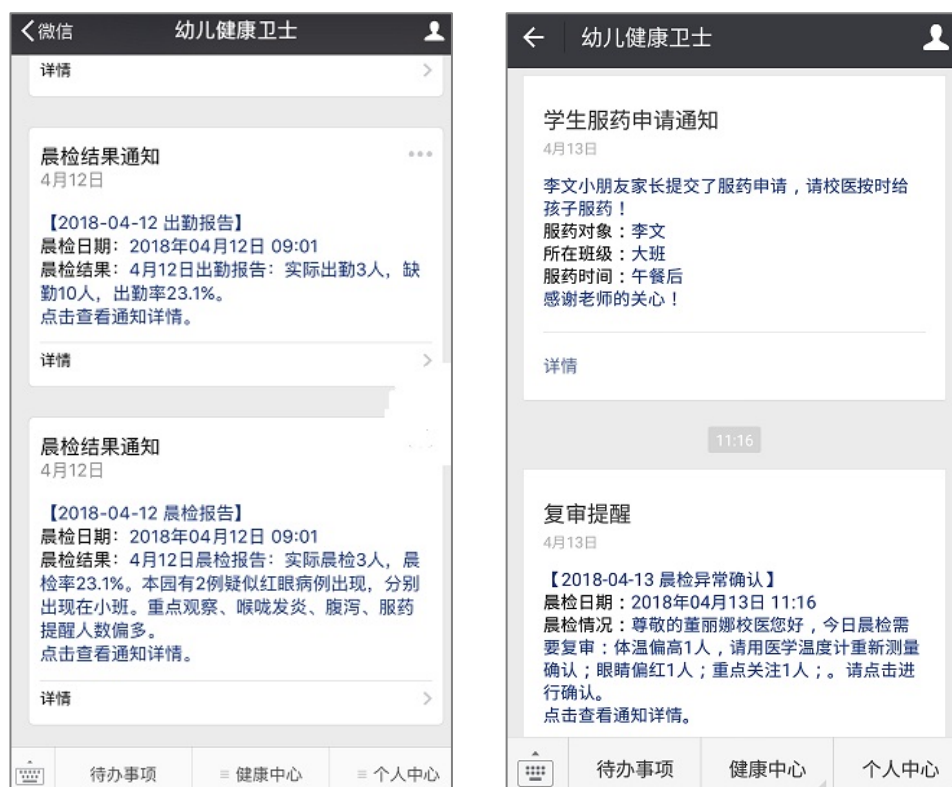 微信
幼儿健康卫士
详情
晨检结果通知
4月12日
【2018-04-12 出勤报告】
晨检日期：2018年04月12日 09:01
晨检结果：4月12日出勤报告：实际出勤3人，缺
勤10人，出勤率23.1%。
点击查看通知详情。
详情
晨检结果通知
4月12日
【2018-04-12 晨检报告】
晨检日期：2018年04月12日 09:01
晨检结果：4月12日晨检报告：实际晨检3人，晨
检率23.1%。本园有2例疑似红眼病例出现，分别
出现在小班。重点观察、喉咙发炎、腹泻、服药
提醒人数偏多。
点击查看通知详情。
详情
待办事项
健康中心
个人中心
幼儿健康卫士
学生服药申请通知
4月13日
李文小朋友家长提交了服药申请，请校医按时给
孩子服药！
服药对象：李文
所在班级：大班
服药时间：午餐后
感谢老师的关心！
详情
11:16
复审提醒
4月13日
【2018-04-13 晨检异常确认】
晨检日期：2018年04月13日 11:16
晨检情况：尊敬的董丽娜校医您好，今日晨检需
要复审：体温偏高1人，请用医学温度计重新测量
确认；眼睛偏红1人；重点关注1人；。请点击进
行确认。
点击查看通知详情。
待办事项
健康中心
个人中心